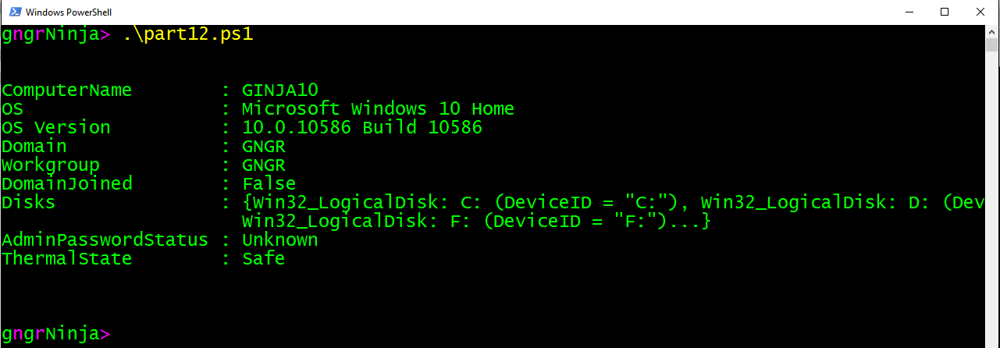 Windows PowerShell
gngrNinja> .\part12.ps1
ComputerName : GINJA10
OS : Microsoft Windows 10 Home
OS Version : 10.0.10586 Build 10586
Domain : GNGR
Workgroup : GNGR
DomainJoined : False
Disks : {Win32_LogicalDisk: C: (DeviceID = "C:"), Win32_LogicalDisk: D: (Dev
Win32_LogicalDisk: F: (DeviceID = "F:")...}
AdminPasswordStatus : Unknown
ThermalState : Safe
gngrNinja>